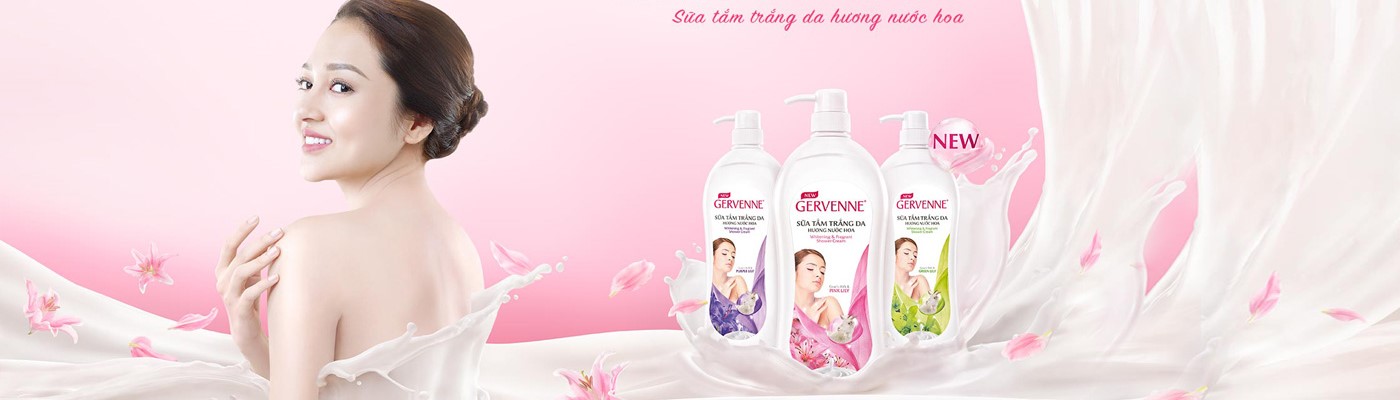 Sữa tắm trắng da hương nước hoa
NEW
NEW
GERVENNE
SỮA TẮM TRẮNG DA
HƯƠNG NƯỚC HOA
Whitening & Fragrant
Shower Cream
PURPLE LILY
NEW
GERVENNE
SỮA TẮM TRẮNG DA
HƯƠNG NƯỚC HOA
Whitening & Fragrant
Shower Cream
Goat's Milk &
PINK LILY
NEW
GERVENNE
SỮA TẮM TRẮNG DA
HƯƠNG NƯỚC HOA
Whitening & Fragrant
Shower Cream
GREEN LILY